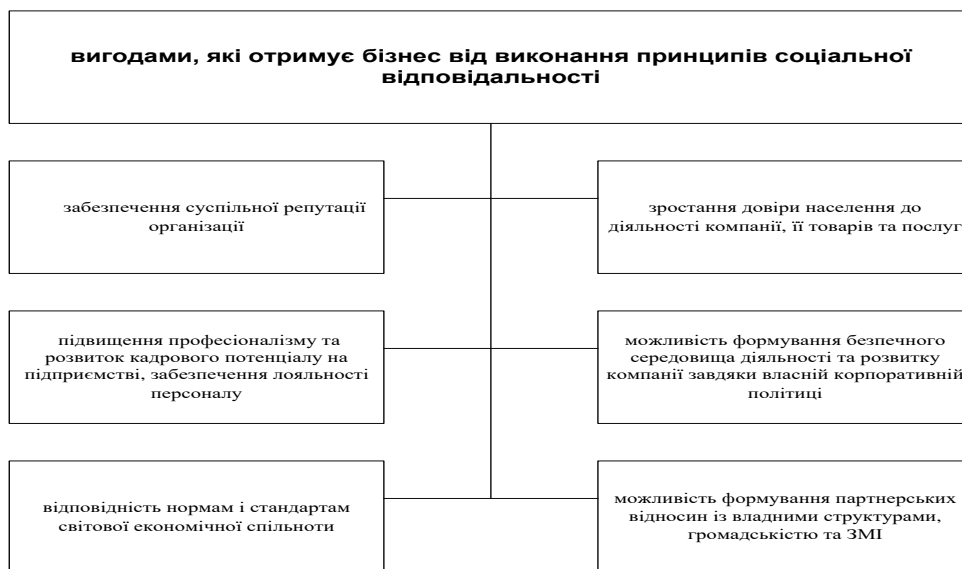 вигодами, які отримує бізнес від виконання принципів соціальної
відповідальності
забезпечення суспільної репутації
організації
зростання довіри населення до
діяльності компанії, її товарів та послуг
підвищення професіоналізму та
розвиток кадрового потенціалу на
підприємстві, забезпечення лояльності
персоналу
можливість формування безпечного
середовища діяльності та розвитку
компанії завдяки власній корпоративній
політиці
відповідність нормам і стандартам
світової економічної спільноти
можливість формування партнерських
відносин із владними структурами,
громадськістю та ЗМІ